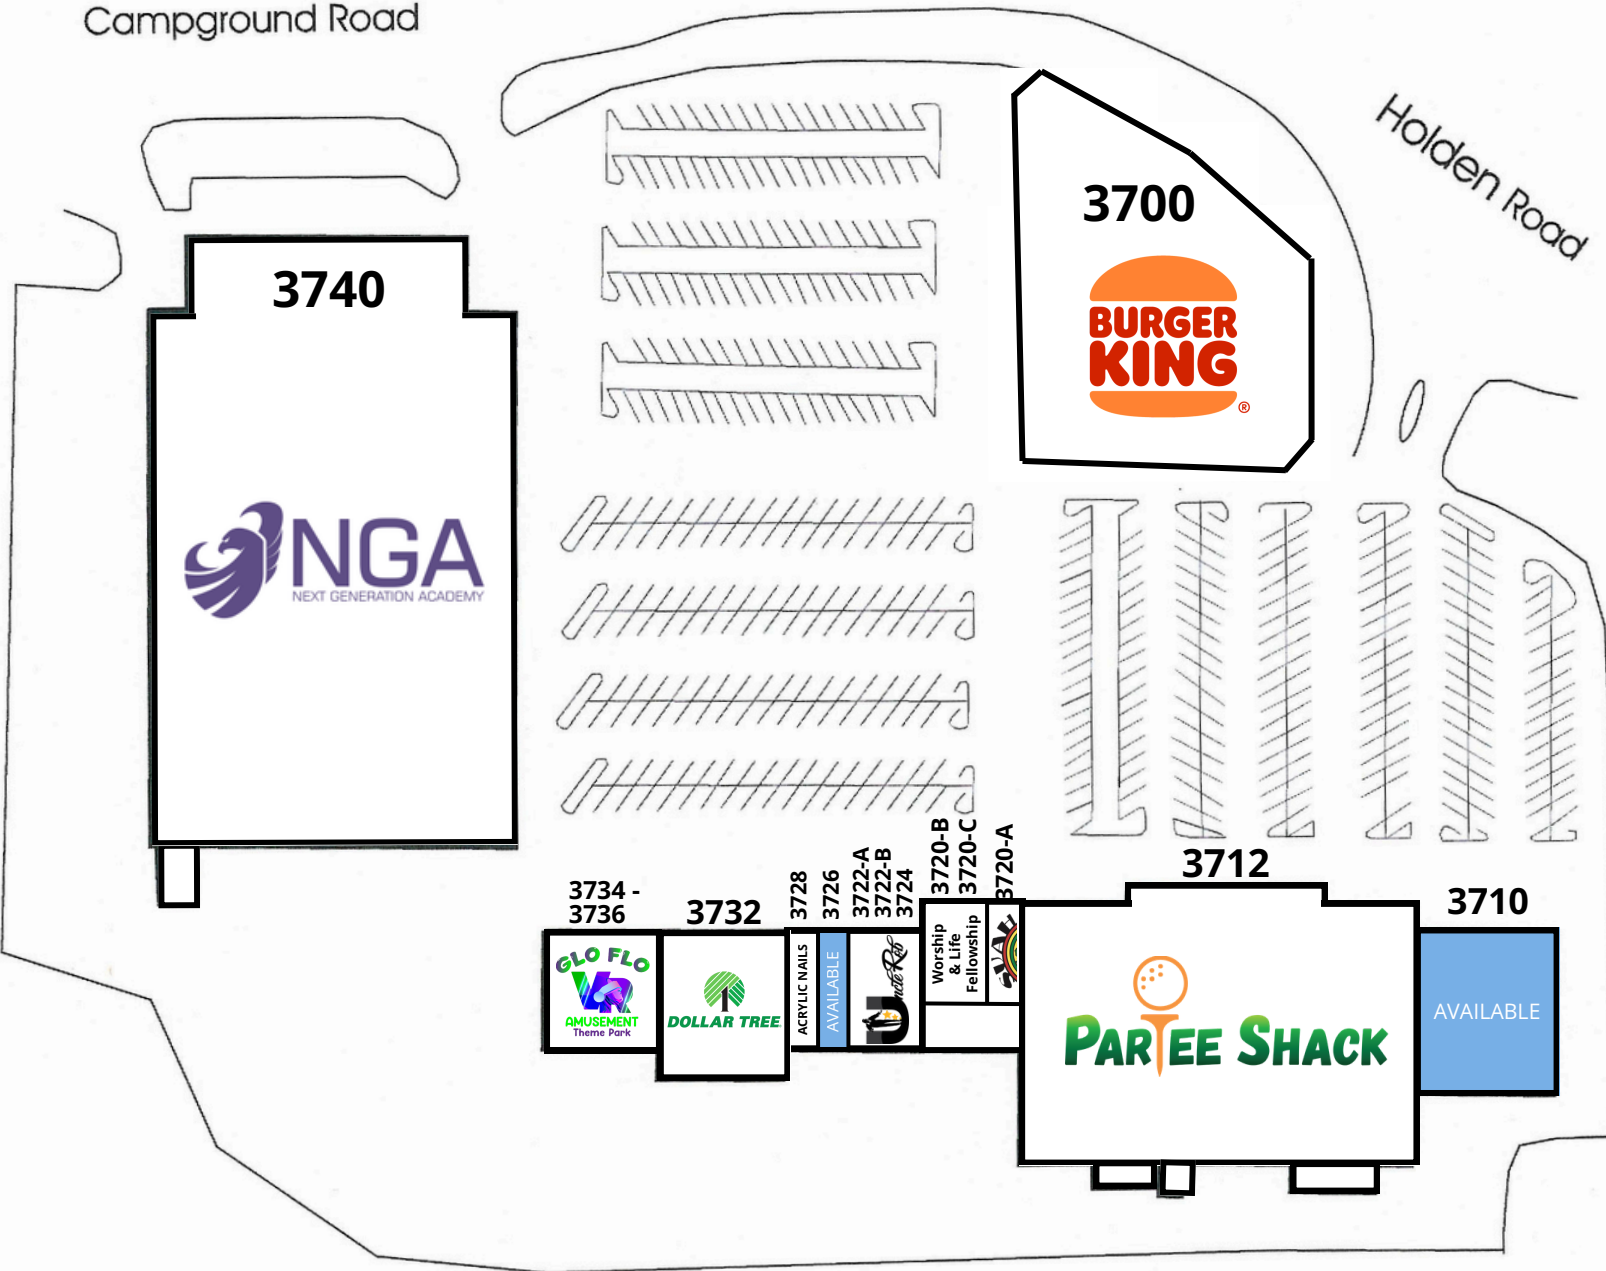 Campground Road
Holden Road
3700
BURGER
KING
®
3740
NGA
NEXT GENERATION ACADEMY
3734 -
3736
3732
3728
3726
3722-A
3722-B
3724
3720-B
3720-C
3720-A
3712
3710
GLO FLO
VR
AMUSEMENT
Theme Park
DOLLAR TREE
ACRYLIC NAILS
AVAILABLE
Worship
& Life
Fellowship
PARTEE SHACK
AVAILABLE